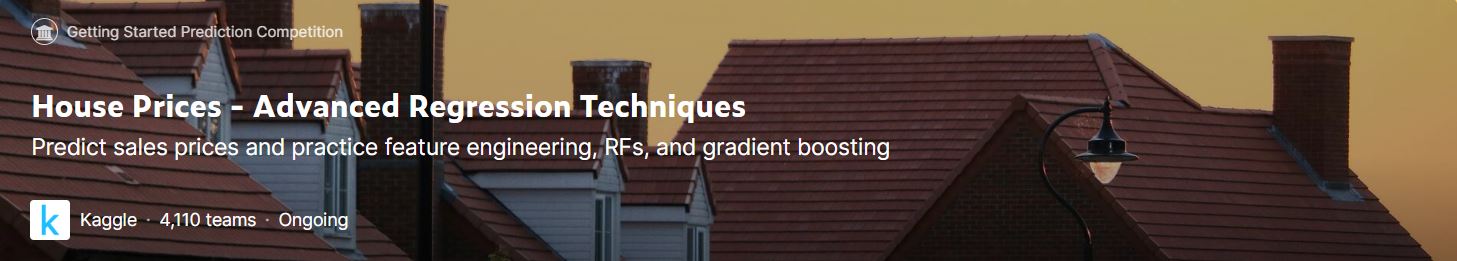 Getting Started Prediction Competition
House Prices - Advanced Regression Techniques
Predict sales prices and practice feature engineering, RFs, and gradient boosting
k Kaggle · 4,110 teams · Ongoing